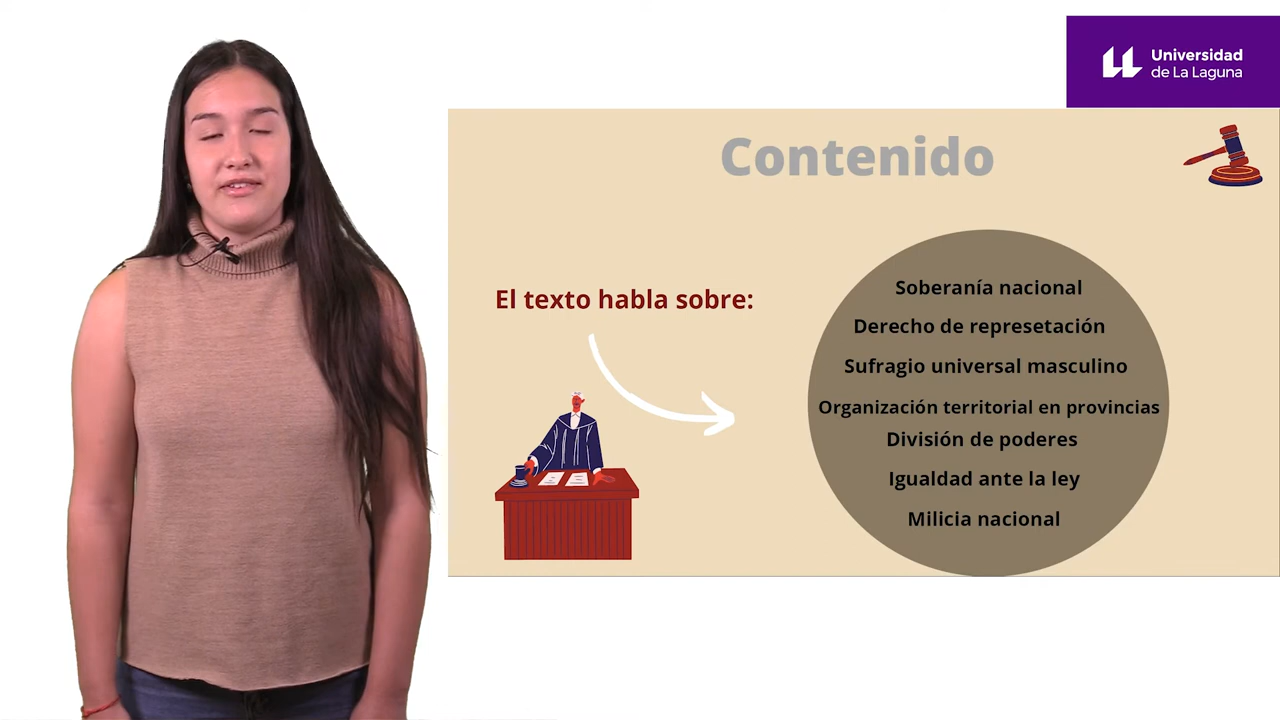 Universidad
de La Laguna
Contenido
El texto habla sobre:
Soberanía nacional
Derecho de represetación
Sufragio universal masculino
Organización territorial en provincias
División de poderes
Igualdad ante la ley
Milicia nacional